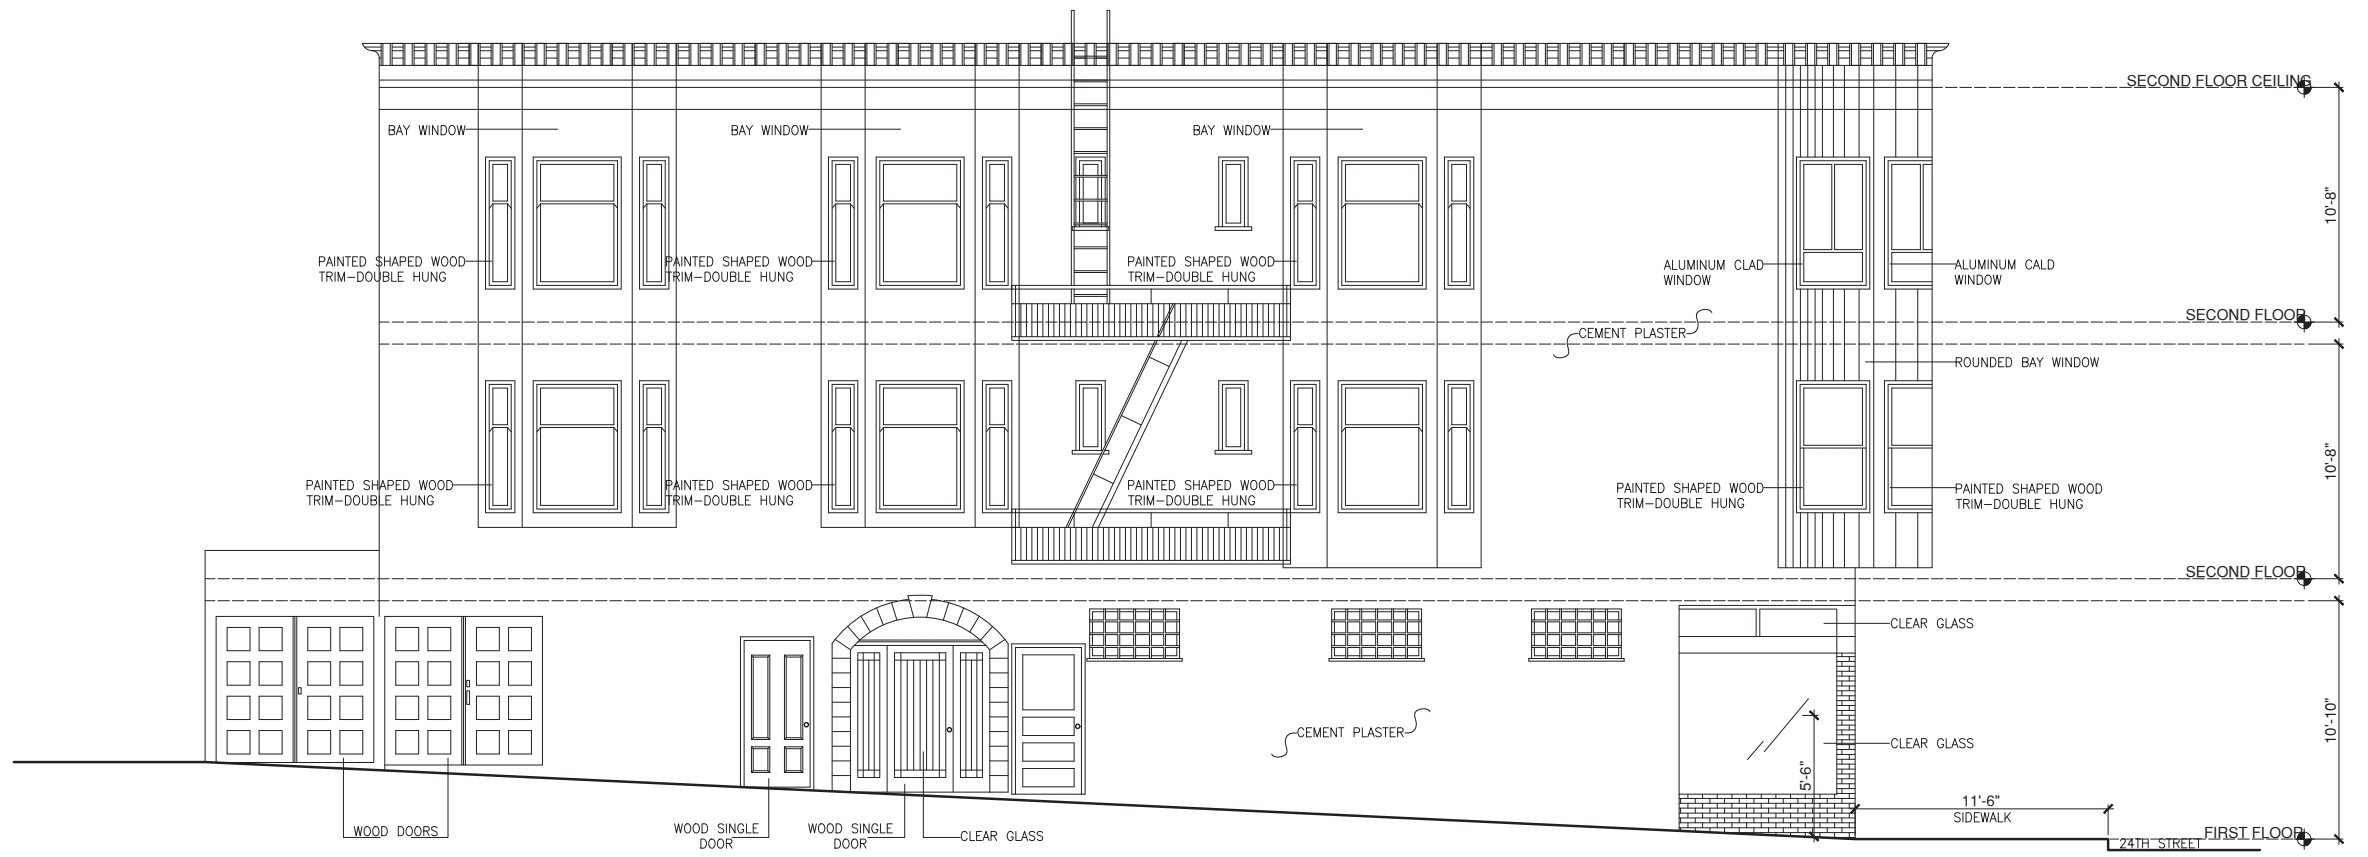 SECOND FLOOR CEILING
BAY WINDOW
BAY WINDOW
BAY WINDOW
10'-8"
PAINTED SHAPED WOOD
TRIM-DOUBLE HUNG
PAINTED SHAPED WOOD
TRIM-DOUBLE HUNG
PAINTED SHAPED WOOD
TRIM-DOUBLE HUNG
ALUMINUM CLAD
WINDOW
ALUMINUM CALD
WINDOW
SECOND FLOOR
CEMENT PLASTER
ROUNDED BAY WINDOW
10'-8"
PAINTED SHAPED WOOD
TRIM-DOUBLE HUNG
PAINTED SHAPED WOOD
TRIM-DOUBLE HUNG
PAINTED SHAPED WOOD
TRIM-DOUBLE HUNG
PAINTED SHAPED WOOD
TRIM-DOUBLE HUNG
PAINTED SHAPED WOOD
TRIM-DOUBLE HUNG
SECOND FLOOR
CLEAR GLASS
10'-10"
CEMENT PLASTER
CLEAR GLASS
5'-6"
11'-6"
SIDEWALK
WOOD DOORS
WOOD SINGLE
DOOR
WOOD SINGLE
DOOR
CLEAR GLASS
FIRST FLOOR
24TH STREET